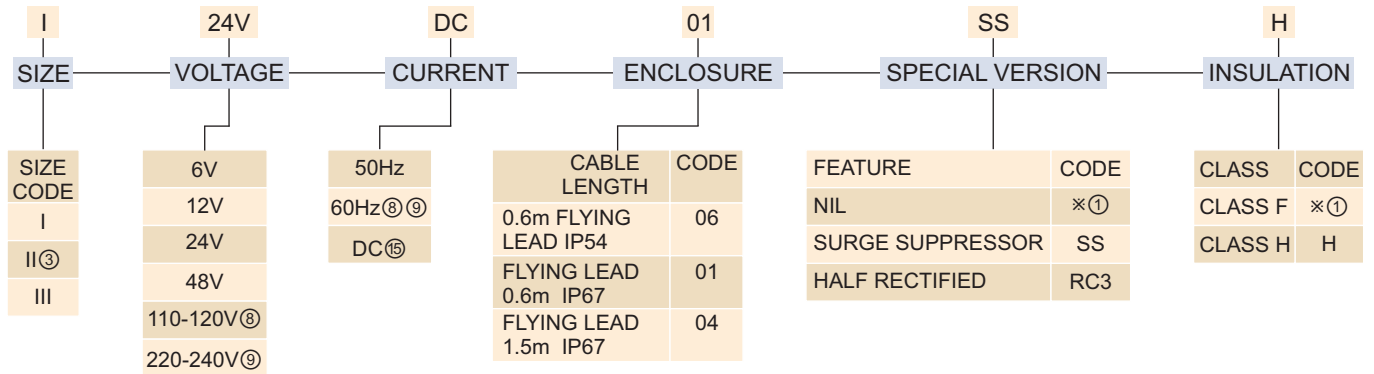 I 24V DC 01 SS H
SIZE VOLTAGE CURRENT ENCLOSURE SPECIAL VERSION INSULATION
SIZE
CODE
I
II③
III
6V
12V
24V
48V
110-120V⑧
220-240V⑨
50Hz
60Hz⑧⑨
DC⑮
CABLE CODE
LENGTH
0.6m FLYING 06
LEAD IP54
FLYING LEAD 01
0.6m IP67
FLYING LEAD 04
1.5m IP67
FEATURE CODE
NIL ※①
SURGE SUPPRESSOR SS
HALF RECTIFIED RC3
CLASS CODE
CLASS F ※①
CLASS H H